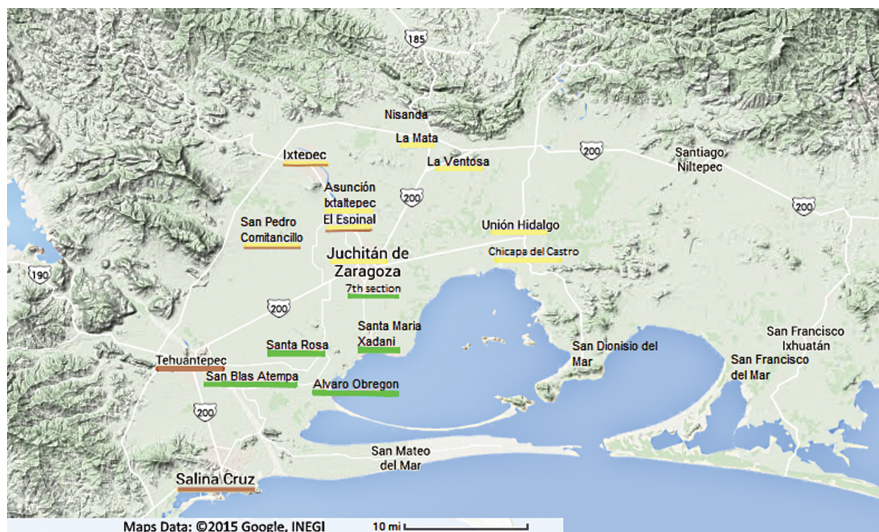 185
Nisanda
La Mata
Ixtepec
La Ventosa
200
Santiago
Niltepec
Asunción
Ixtaltepec
El Espinal
200
200
San Pedro
Comitancillo
Unión Hidalgo
Chicapa del Castro
Juchitán de
Zaragoza
7th section
190
200
Santa Maria
Xadani
Santa Rosa
San Dionisio del
Mar
San Francisco
Ixhuatán
San Francisco
del Mar
Tehuantepec
San Blas Atempa
Alvaro Obregon
200
San Mateo
del Mar
Salina Cruz
Maps Data: ©2015 Google, INEGI
10 mi